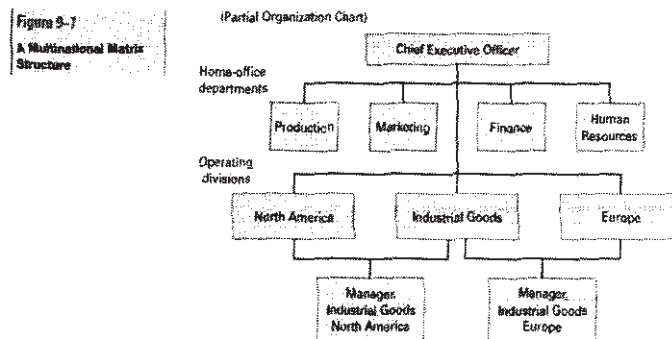 Figure 9-7
A Multinational Matrix
Structure
(Partial Organization Chart)
Chief Executive Officer
Home-office
departments
Production
Marketing
Finance
Human
Resources
Operating
divisions
North America
Industrial Goods
Europe
Manager,
Industrial Goods
North America
Manager,
Industrial Goods
Europe